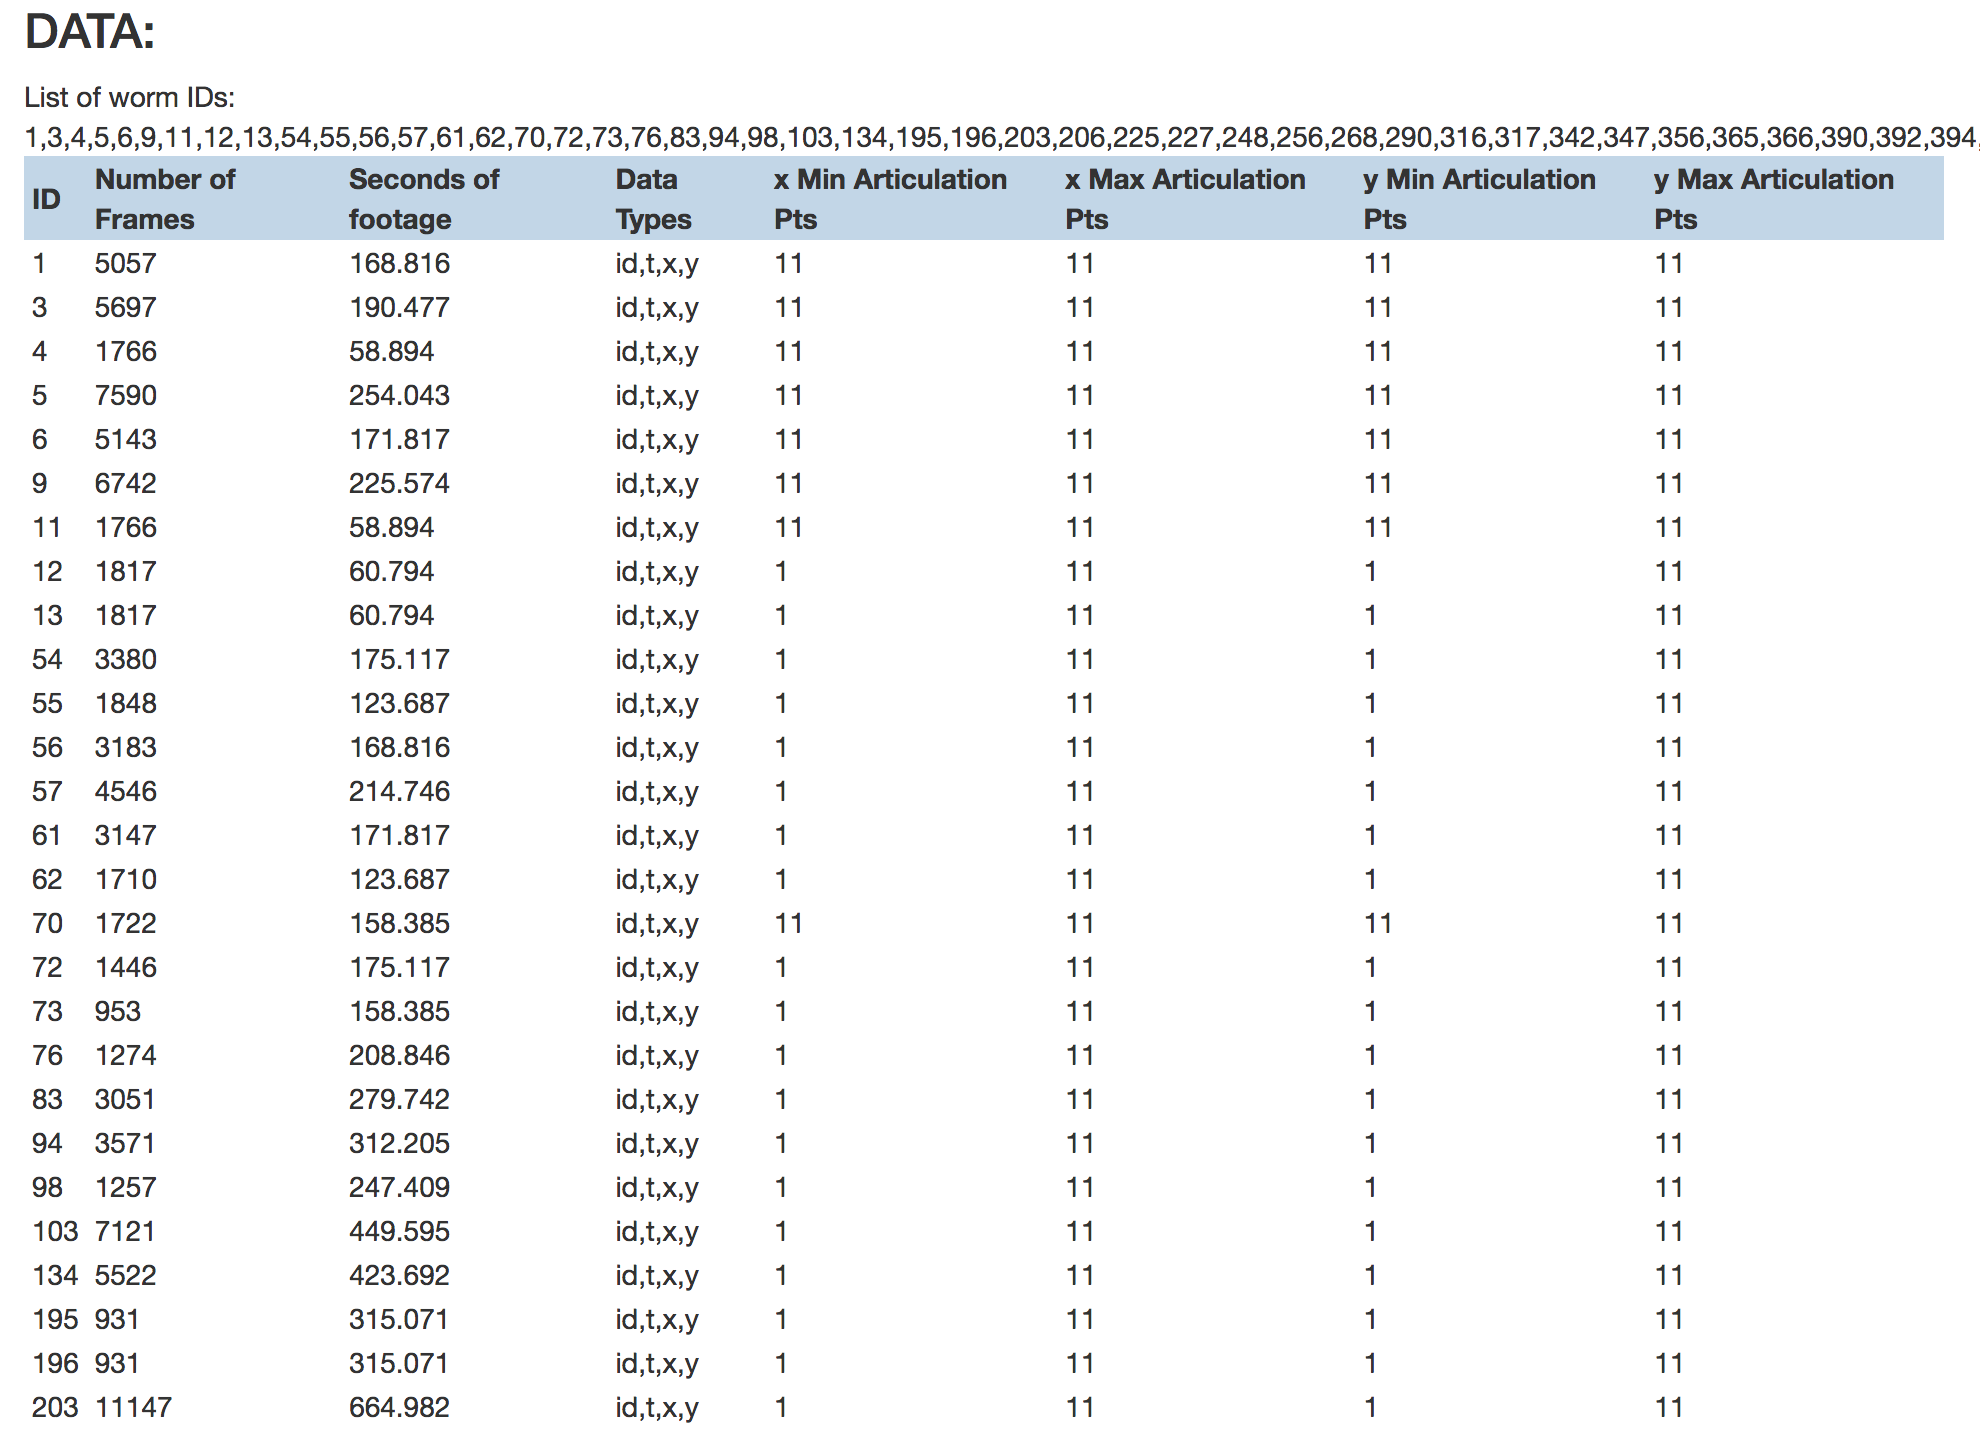 DATA:
List of worm IDs:
1,3,4,5,6,9,11,12,13,54,55,56,57,61,62,70,72,73,76,83,94,98,103,134,195,196,203,206,225,227,248,256,268,290,316,317,342,347,356,365,366,390,392,394,
ID Number of Frames Seconds of footage Data Types x Min Articulation Pts x Max Articulation Pts y Min Articulation Pts y Max Articulation Pts
1 5057 168.816 id,t,x,y 11 11 11 11
3 5697 190.477 id,t,x,y 11 11 11 11
4 1766 58.894 id,t,x,y 11 11 11 11
5 7590 254.043 id,t,x,y 11 11 11 11
6 5143 171.817 id,t,x,y 11 11 11 11
9 6742 225.574 id,t,x,y 11 11 11 11
11 1766 58.894 id,t,x,y 11 11 11 11
12 1817 60.794 id,t,x,y 1 11 1 11
13 1817 60.794 id,t,x,y 1 11 1 11
54 3380 175.117 id,t,x,y 1 11 1 11
55 1848 123.687 id,t,x,y 1 11 1 11
56 3183 168.816 id,t,x,y 1 11 1 11
57 4546 214.746 id,t,x,y 1 11 1 11
61 3147 171.817 id,t,x,y 1 11 1 11
62 1710 123.687 id,t,x,y 1 11 1 11
70 1722 158.385 id,t,x,y 11 11 11 11
72 1446 175.117 id,t,x,y 1 11 1 11
73 953 158.385 id,t,x,y 1 11 1 11
76 1274 208.846 id,t,x,y 1 11 1 11
83 3051 279.742 id,t,x,y 1 11 1 11
94 3571 312.205 id,t,x,y 1 11 1 11
98 1257 247.409 id,t,x,y 1 11 1 11
103 7121 449.595 id,t,x,y 1 11 1 11
134 5522 423.692 id,t,x,y 1 11 1 11
195 931 315.071 id,t,x,y 1 11 1 11
196 931 315.071 id,t,x,y 1 11 1 11
203 11147 664.982 id,t,x,y 1 11 1 11